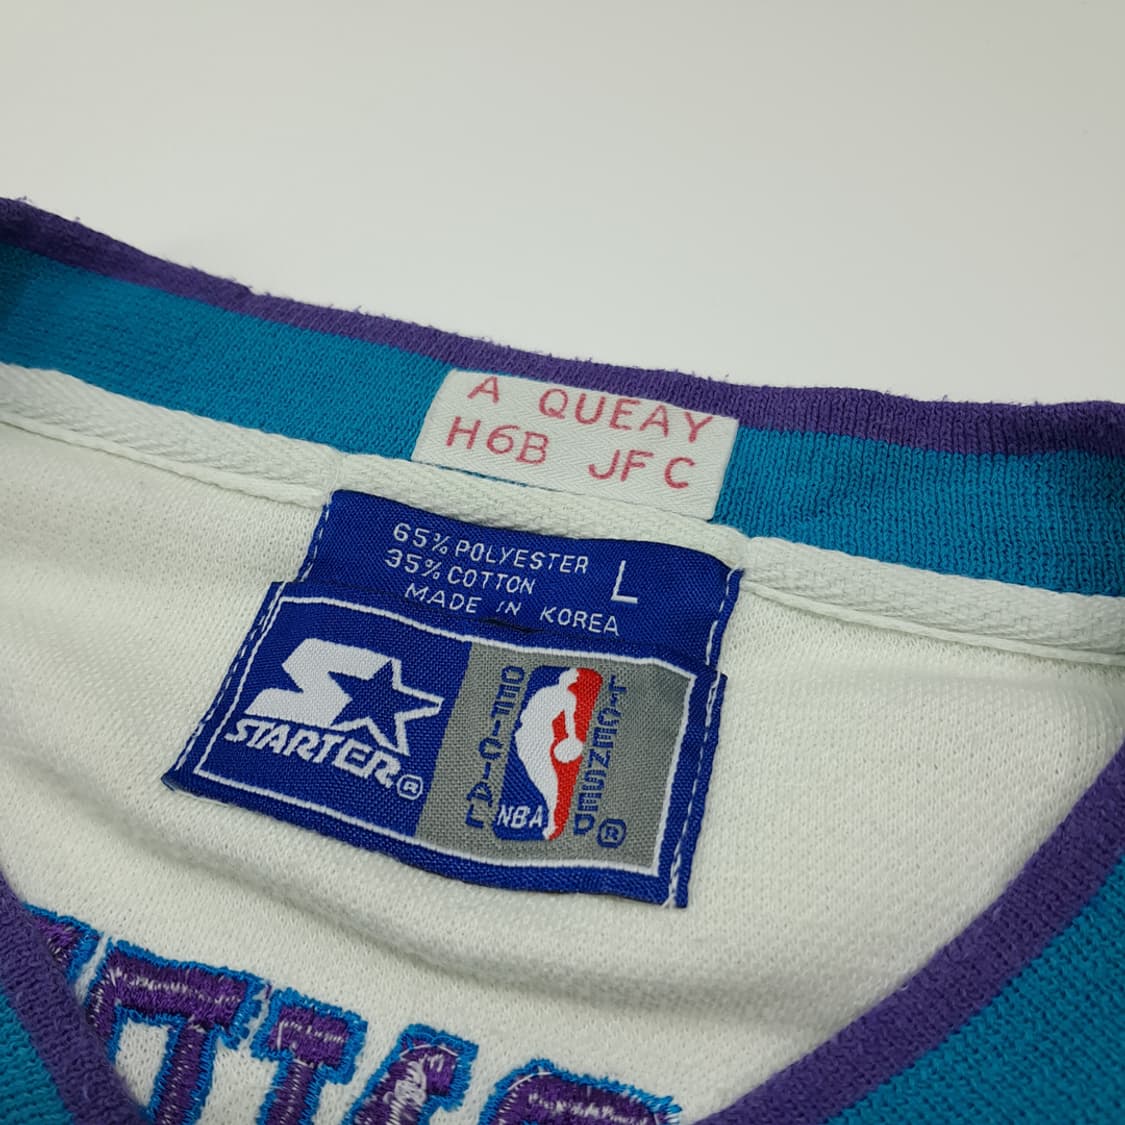 A QUEAY
H6B JFC
65% POLYESTER
35% COTTON
MADE IN KOREA
L
STARTER®
OFFICIAL
NBA
LICENSED®